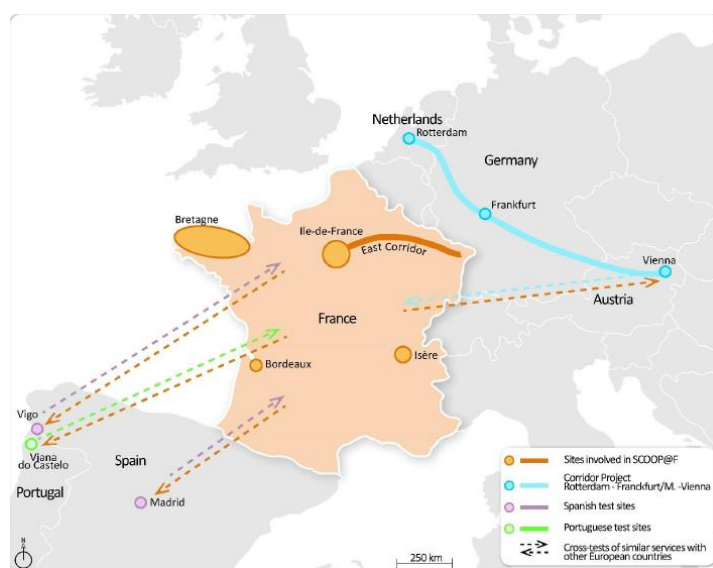 Netherlands
Rotterdam
Germany
Frankfurt
Bretagne
Ile-de-France
East Corridor
Vienna
Austria
France
Bordeaux
Isère
Vigo
Viana
do Castelo
Spain
Portugal
Madrid
Sites involved in SCOOP@F
Corridor Project
Rotterdam - Franckfurt/M. -Vienna
Spanish test sites
Portuguese test sites
Cross-tests of similar services with
other European countries
N
250 km